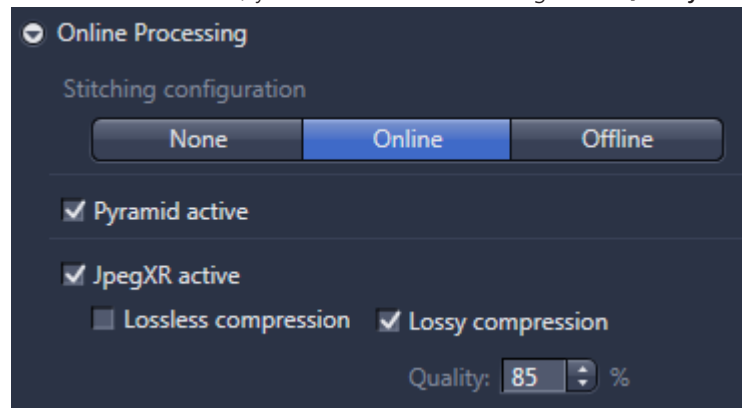 Online Processing
Stitching configuration
None Online Offline
Pyramid active
JpegXR active
Lossless compression Lossy compression
Quality: 85 %